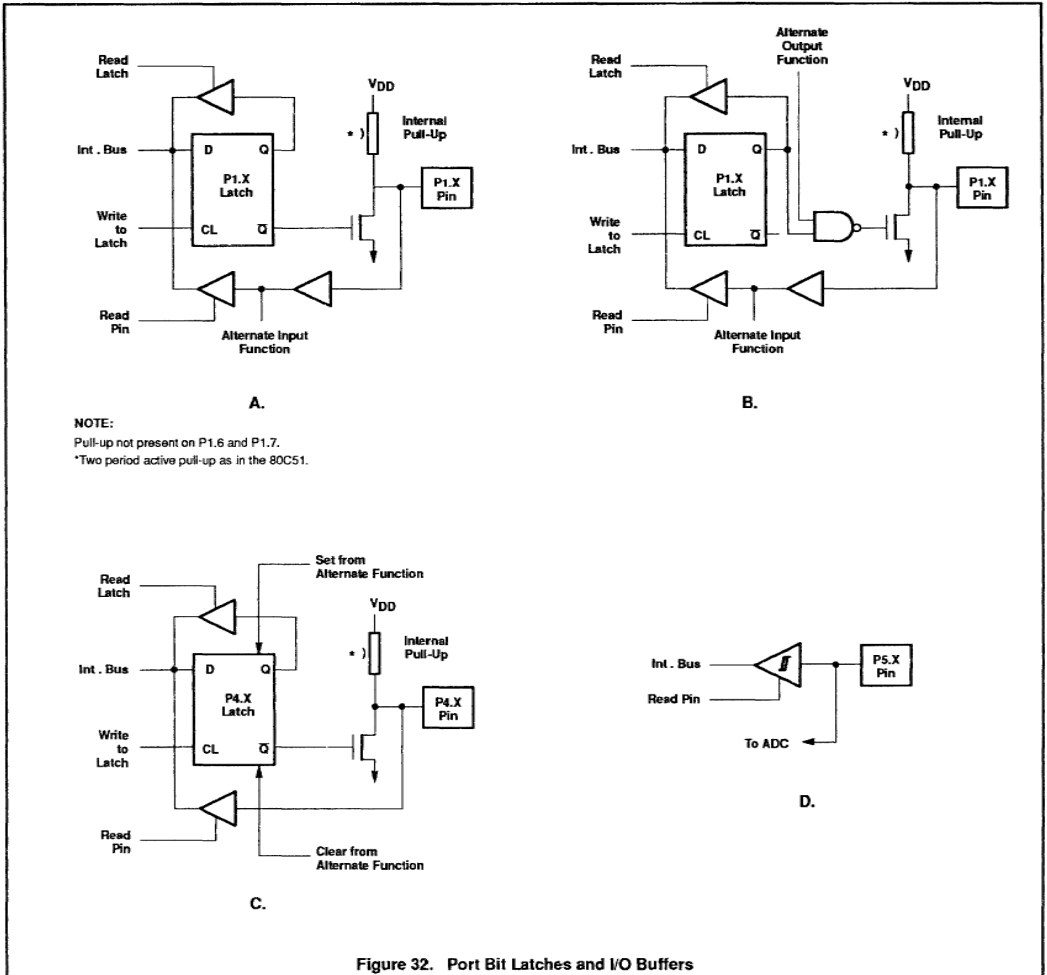 Read
Latch
VDD
* )
Internal
Pull-Up
Int . Bus
D
Q
P1.X
Latch
P1.X
Pin
Write
to
Latch
CL
Q̅
Read
Pin
Alternate Input
Function
A.
NOTE:
Pull-up not present on P1.6 and P1.7.
*Two period active pull-up as in the 80C51.
Alternate
Output
Function
Read
Latch
VDD
* )
Internal
Pull-Up
Int . Bus
D
Q
P1.X
Latch
P1.X
Pin
Write
to
Latch
CL
Q̅
Read
Pin
Alternate Input
Function
B.
Set from
Alternate Function
Read
Latch
VDD
* )
Internal
Pull-Up
Int . Bus
D
Q
P4.X
Latch
P4.X
Pin
Write
to
Latch
CL
Q̅
Read
Pin
Clear from
Alternate Function
C.
Int . Bus
P5.X
Pin
Read Pin
To ADC
D.
Figure 32. Port Bit Latches and I/O Buffers